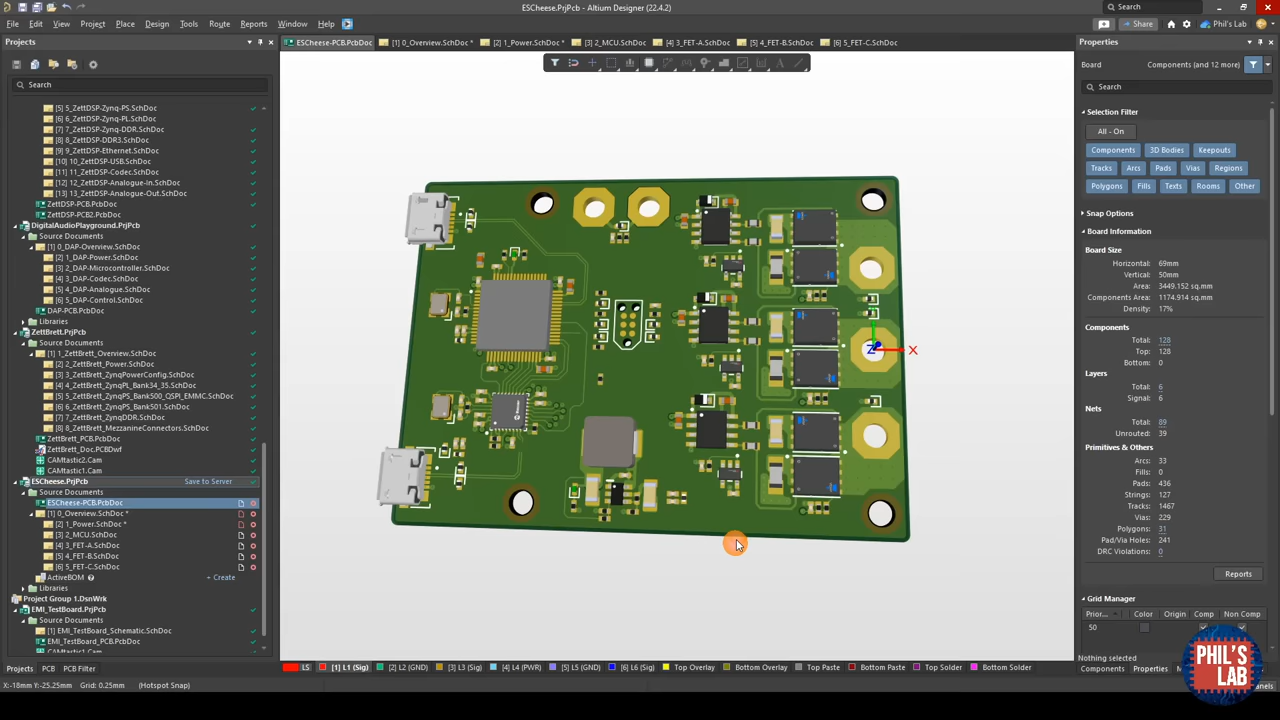 ESCheese.PrjPcb - Altium Designer (22.4.2)
Search
File Edit View Project Place Design Tools Route Reports Window Help
Share
Phil's Lab
Projects
ESCheese-PCB.PcbDoc
[1] 0_Overview.SchDoc *
[2] 1_Power.SchDoc *
[3] 2_MCU.SchDoc
[4] 3_FET-A.SchDoc
[5] 4_FET-B.SchDoc
[6] 5_FET-C.SchDoc
Search
[5] 5_ZettDSP-Zynq-PS.SchDoc
[6] 6_ZettDSP-Zynq-PL.SchDoc
[7] 7_ZettDSP-Zynq-DDR.SchDoc
[8] 8_ZettDSP-DDR3.SchDoc
[9] 9_ZettDSP-Ethernet.SchDoc
[10] 10_ZettDSP-USB.SchDoc
[11] 11_ZettDSP-Codec.SchDoc
[12] 12_ZettDSP-Analogue-In.SchDoc
[13] 13_ZettDSP-Analogue-Out.SchDoc
ZettDSP-PCB.PcbDoc
ZettDSP-PCB2.PcbDoc
DigitalAudioPlayground.PrjPcb
Source Documents
[1] 0_DAP-Overview.SchDoc
[2] 1_DAP-Power.SchDoc
[3] 2_DAP-Microcontroller.SchDoc
[4] 3_DAP-Codec.SchDoc
[5] 4_DAP-Analogue.SchDoc
[6] 5_DAP-Control.SchDoc
DAP-PCB.PcbDoc
Libraries
ZettBrett.PrjPcb
Source Documents
[1] 1_ZettBrett_Overview.SchDoc
[2] 2_ZettBrett_Power.SchDoc
[3] 3_ZettBrett_ZynqPowerConfig.SchDoc
[4] 4_ZettBrett_ZynqPL_Bank34_35.SchDoc
[5] 5_ZettBrett_ZynqPS_Bank500_QSPI_EMMC.SchDoc
[6] 6_ZettBrett_ZynqPS_Bank501.SchDoc
[7] 7_ZettBrett_ZynqDDR.SchDoc
[8] 8_ZettBrett_MezzanineConnectors.SchDoc
ZettBrett_PCB.PcbDoc
ZettBrett_Doc.PCBDwf
CAMtastic2.Cam
CAMtastic1.Cam
ESCheese.PrjPcb Save to Server
Source Documents
ESCheese-PCB.PcbDoc
[1] 0_Overview.SchDoc *
[2] 1_Power.SchDoc *
[3] 2_MCU.SchDoc
[4] 3_FET-A.SchDoc
[5] 4_FET-B.SchDoc
[6] 5_FET-C.SchDoc
ActiveBOM + Create
Libraries
Project Group 1.DsnWrk
EMI_TestBoard.PrjPcb
Source Documents
[1] EMI_TestBoard_Schematic.SchDoc
EMI_TestBoard_PCB.PcbDoc
CAMtastic1.Cam
Projects PCB PCB Filter
X:-18mm Y:-25.25mm Grid: 0.25mm (Hotspot Snap)
Z
X
LS [1] L1 (Sig) [2] L2 (GND) [3] L3 (Sig) [4] L4 (PWR) [5] L5 (GND) [6] L6 (Sig) Top Overlay Bottom Overlay Top Paste Bottom Paste Top Solder Bottom Solder
Properties
Board Components (and 12 more)
Search
Selection Filter
All - On
Components 3D Bodies Keepouts
Tracks Arcs Pads Vias Regions
Polygons Fills Texts Rooms Other
Snap Options
Board Information
Board Size
Horizontal: 69mm
Vertical: 50mm
Area: 3449.152 sq.mm
Components Area: 1174.914 sq.mm
Density: 17%
Components
Total: 128
Top: 128
Bottom: 0
Layers
Total: 6
Signal: 6
Nets
Total: 89
Unrouted: 39
Primitives & Others
Arcs: 33
Fills: 0
Pads: 436
Strings: 127
Tracks: 1467
Vias: 229
Polygons: 31
Pad/Via Holes: 241
DRC Violations: 0
Reports
Grid Manager
Prior... Color Origin Comp Non Comp
50
Nothing selected
Components Properties
PHIL'S
LAB